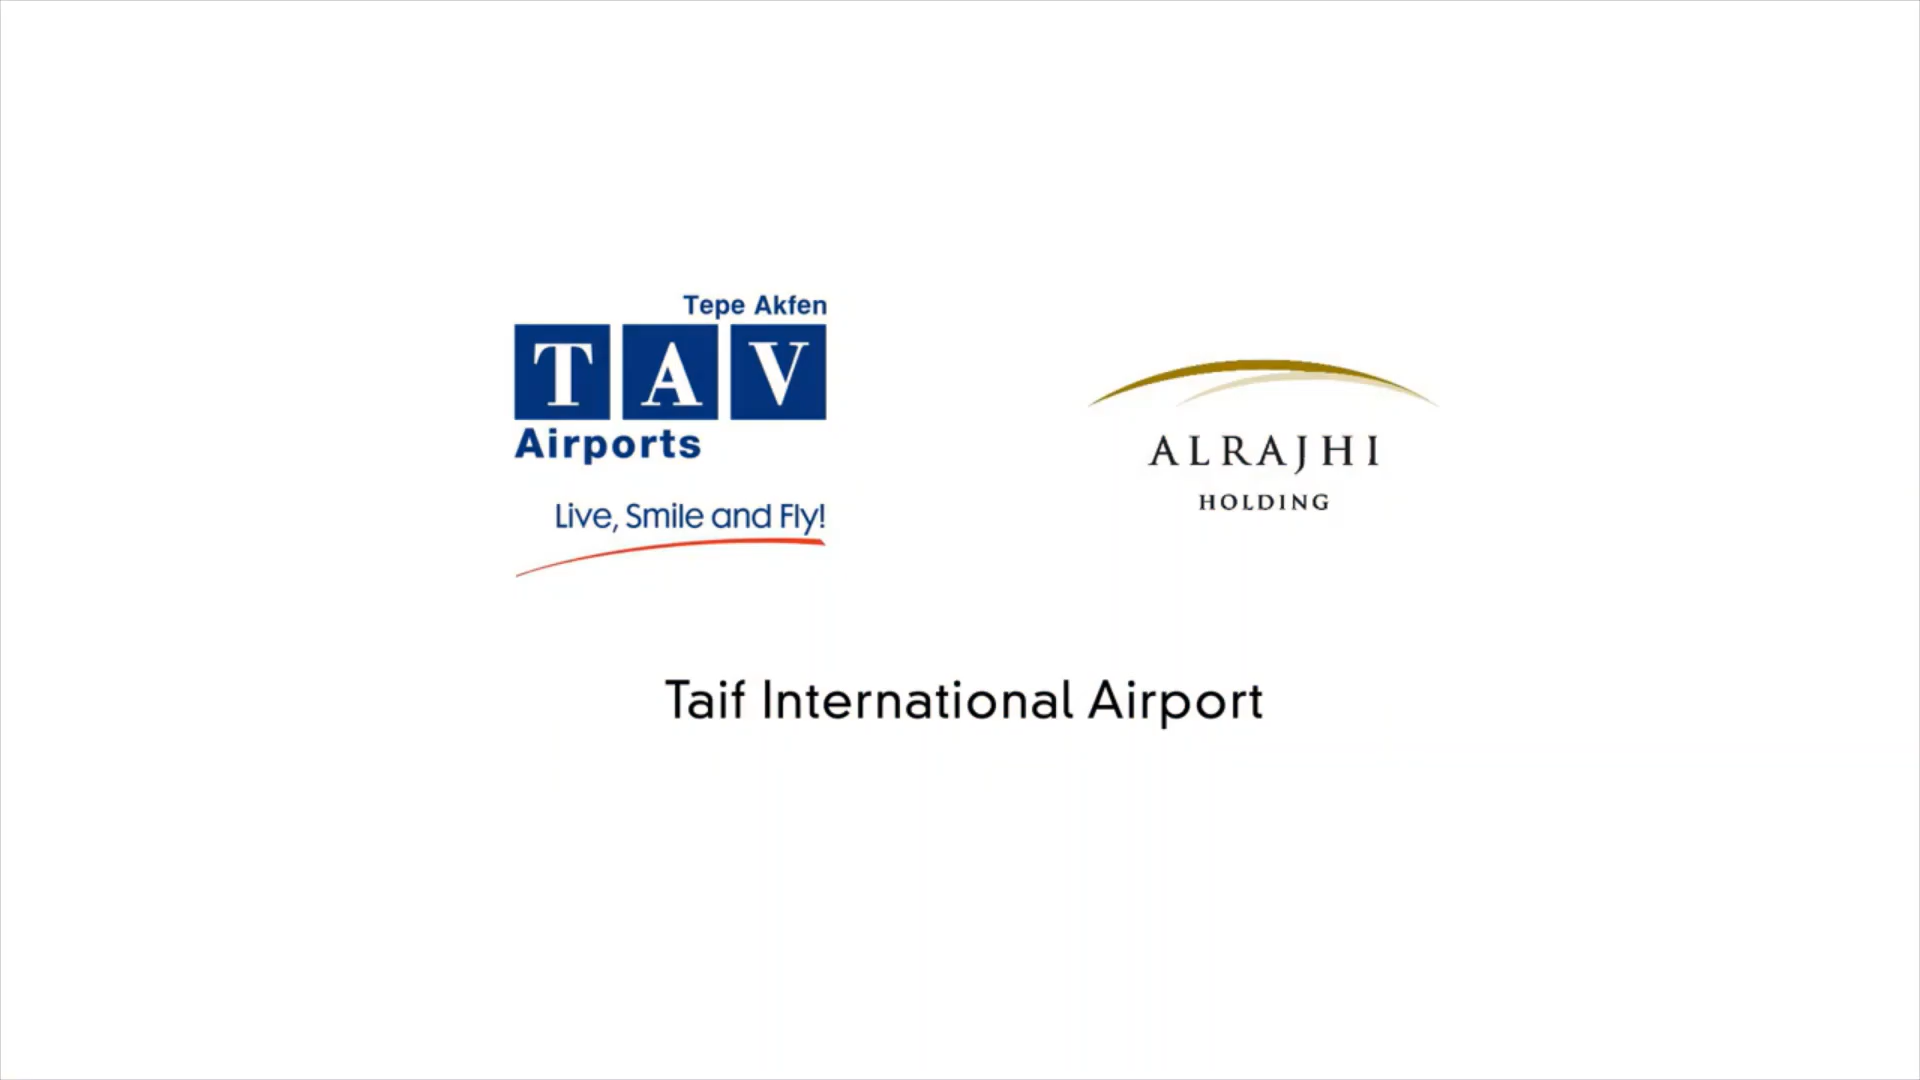 Tepe Akfen
TAV
Airports
Live, Smile and Fly!
ALRAJHI
HOLDING
Taif International Airport